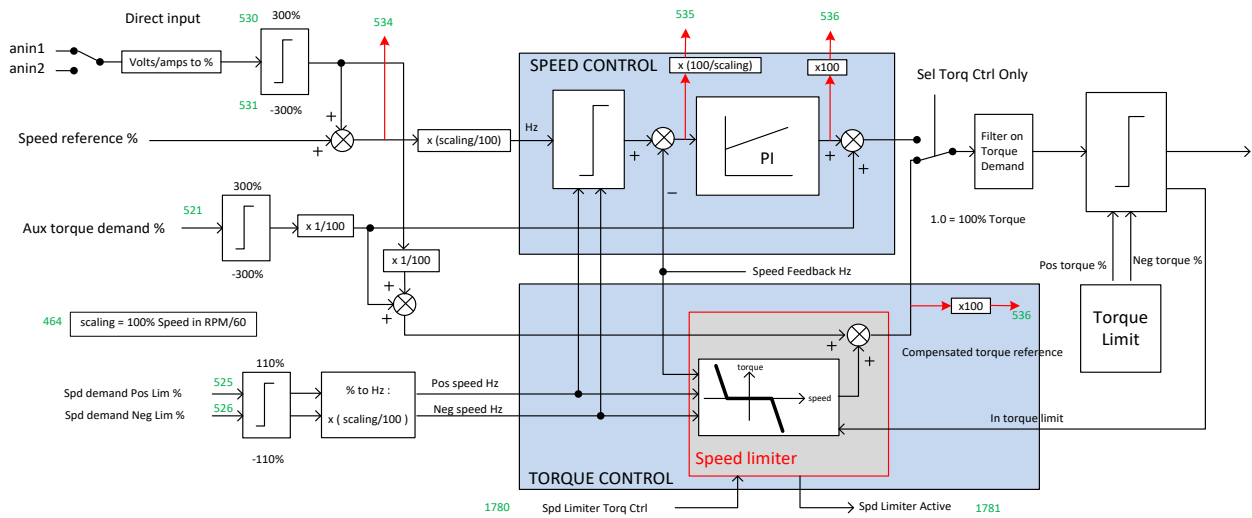 Direct input
530
300%
534
535
536
anin1
anin2
Volts/amps to %
531
-300%
SPEED CONTROL
x (100/scaling)
x100
Sel Torq Ctrl Only
Speed reference %
+
+
x (scaling/100)
Hz
+
−
PI
+
+
Filter on
Torque
Demand
300%
521
Aux torque demand %
x 1/100
-300%
x 1/100
1.0 = 100% Torque
+
+
Speed Feedback Hz
Pos torque %
Neg torque %
464
scaling = 100% Speed in RPM/60
x100
536
Torque
Limit
+
+
Compensated torque reference
110%
525
Spd demand Pos Lim %
526
Spd demand Neg Lim %
-110%
% to Hz :
x ( scaling/100 )
Pos speed Hz
Neg speed Hz
torque
speed
In torque limit
Speed limiter
TORQUE CONTROL
1780
Spd Limiter Torq Ctrl
Spd Limiter Active
1781